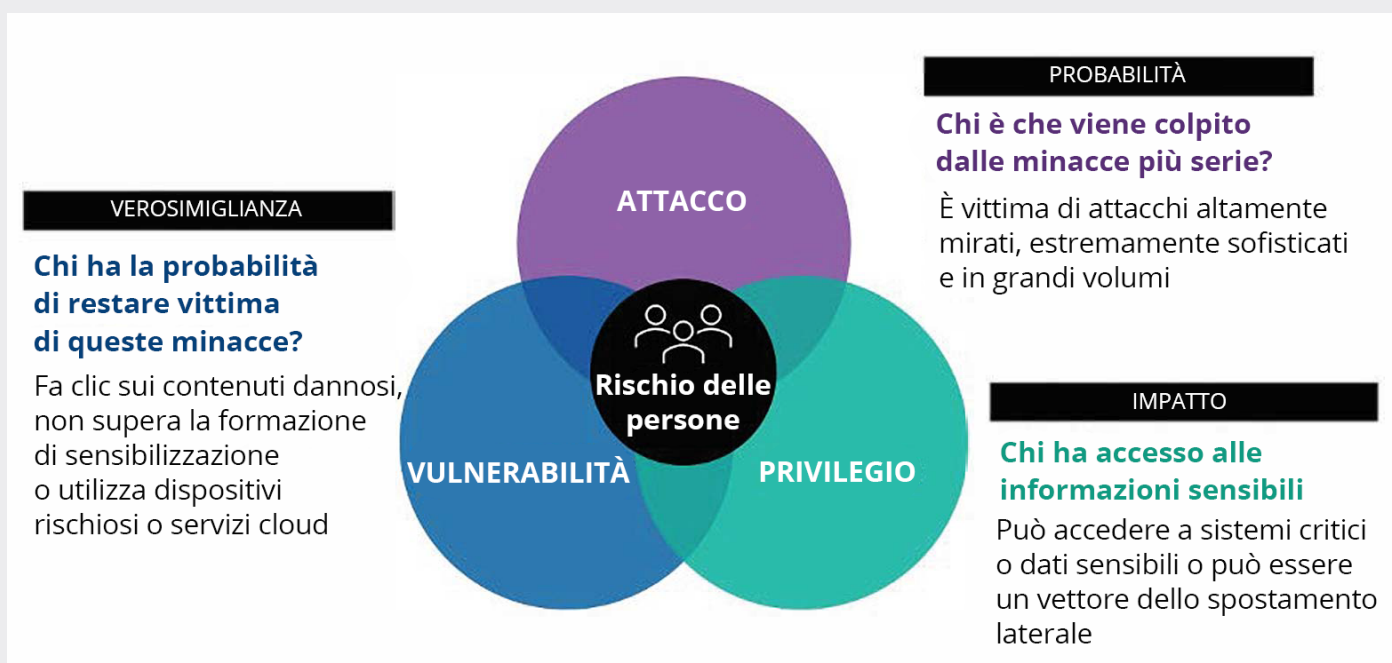 PROBABILITÀ
Chi è che viene colpito
dalle minacce più serie?
È vittima di attacchi altamente
mirati, estremamente sofisticati
e in grandi volumi
ATTACCO
VEROSIMIGLIANZA
Chi ha la probabilità
di restare vittima
di queste minacce?
Fa clic sui contenuti dannosi,
non supera la formazione
di sensibilizzazione
o utilizza dispositivi
rischiosi o servizi cloud
Rischio delle
persone
VULNERABILITÀ
PRIVILEGIO
IMPATTO
Chi ha accesso alle
informazioni sensibili
Può accedere a sistemi critici
o dati sensibili o può essere
un vettore dello spostamento
laterale